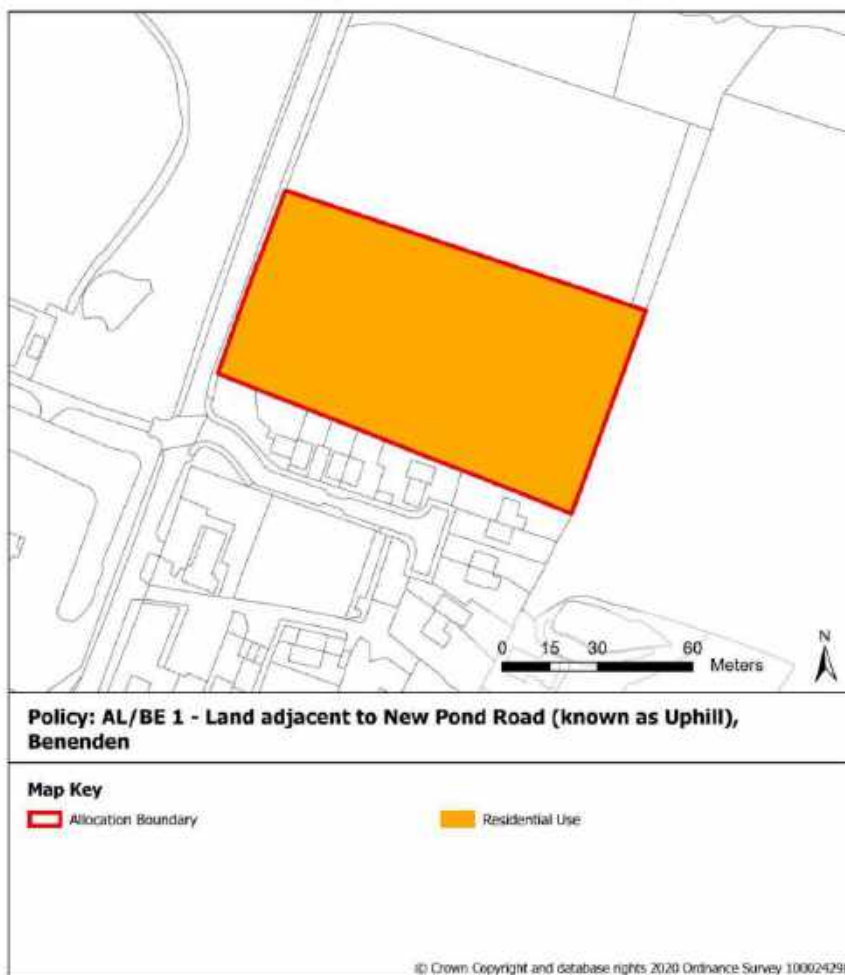 N
0 15 30 60
Meters
Policy: AL/BE 1 - Land adjacent to New Pond Road (known as Uphill),
Benenden
Map Key
Allocation Boundary
Residential Use
© Crown Copyright and database rights 2020 Ordnance Survey 100024298